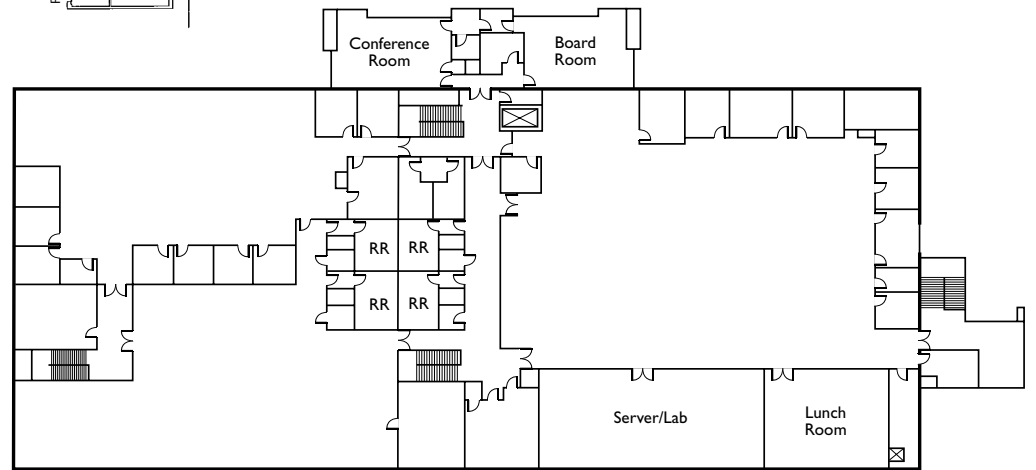 Conference
Room
Board
Room
RR
RR
RR
RR
Server/Lab
Lunch
Room